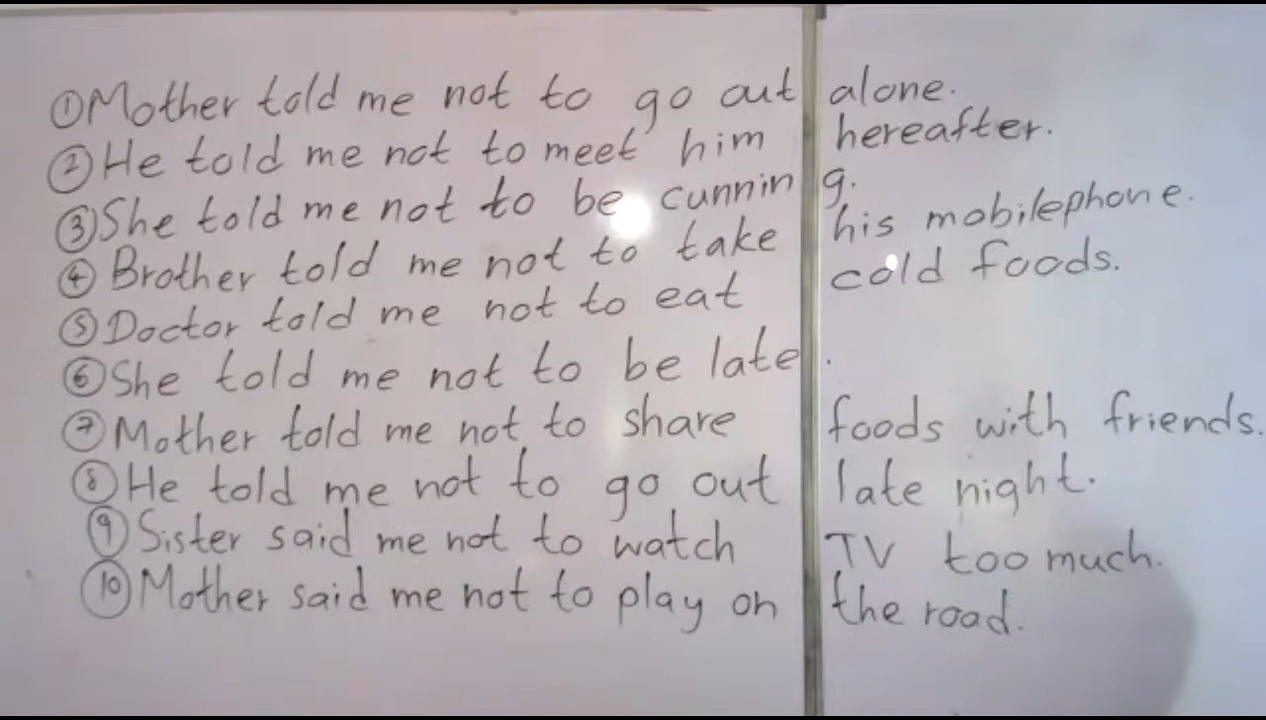 ①Mother told me not to go out alone.
②He told me not to meet him hereafter.
③She told me not to be cunning.
④Brother told me not to take his mobilephone.
⑤Doctor told me not to eat cold foods.
⑥She told me not to be late.
⑦Mother told me not to share foods with friends.
⑧He told me not to go out late night.
⑨Sister said me not to watch TV too much.
⑩Mother said me not to play on the road.